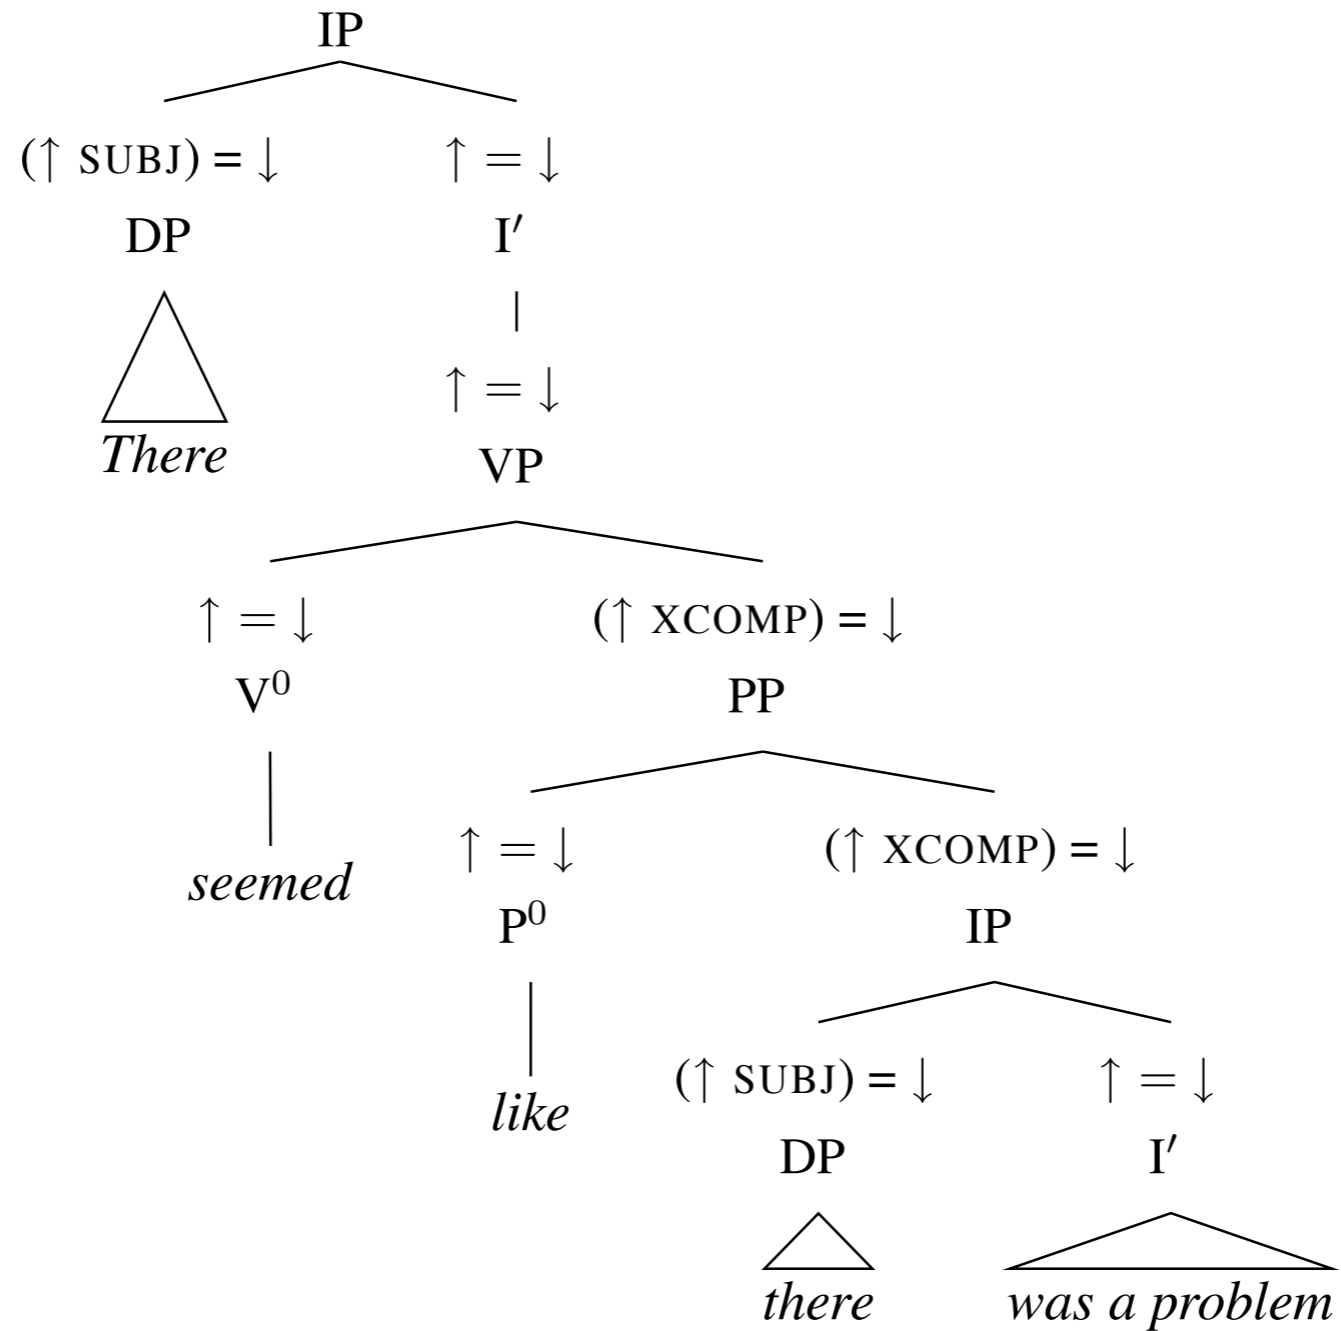 IP
(↑ SUBJ) = ↓ ↑ = ↓
DP I′
↑ = ↓
There
VP
↑ = ↓ (↑ XCOMP) = ↓
V⁰ PP
↑ = ↓ (↑ XCOMP) = ↓
seemed
P⁰ IP
(↑ SUBJ) = ↓ ↑ = ↓
like
DP I′
there was a problem